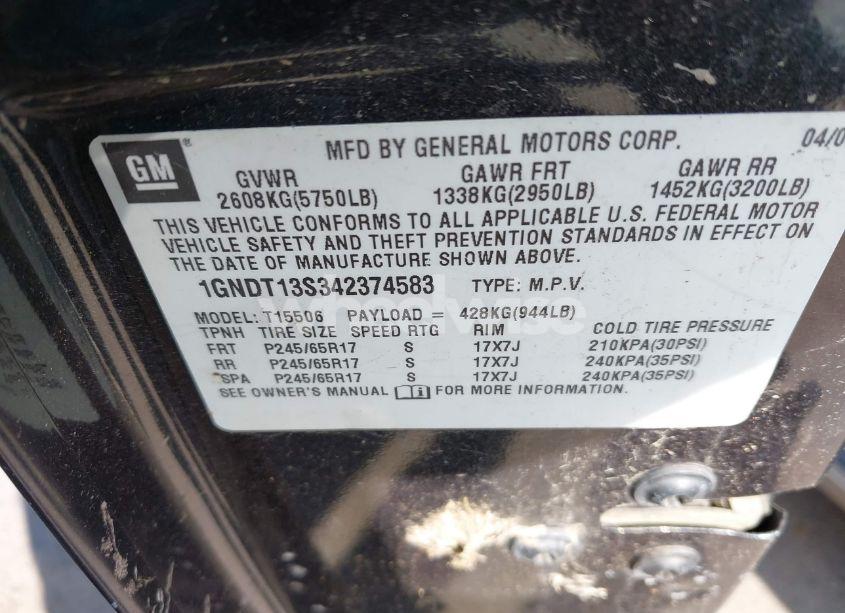 GM
MFD BY GENERAL MOTORS CORP. 04/0
GVWR GAWR FRT GAWR RR
2608KG(5750LB) 1338KG(2950LB) 1452KG(3200LB)
THIS VEHICLE CONFORMS TO ALL APPLICABLE U.S. FEDERAL MOTOR
VEHICLE SAFETY AND THEFT PREVENTION STANDARDS IN EFFECT ON
THE DATE OF MANUFACTURE SHOWN ABOVE.
1GNDT13S342374583 TYPE: M.P.V.
MODEL: T15506 PAYLOAD = 428KG(944LB)
TPNH TIRE SIZE SPEED RTG RIM COLD TIRE PRESSURE
FRT P245/65R17 S 17X7J 210KPA(30PSI)
RR P245/65R17 S 17X7J 240KPA(35PSI)
SPA P245/65R17 S 17X7J 240KPA(35PSI)
SEE OWNER'S MANUAL FOR MORE INFORMATION.